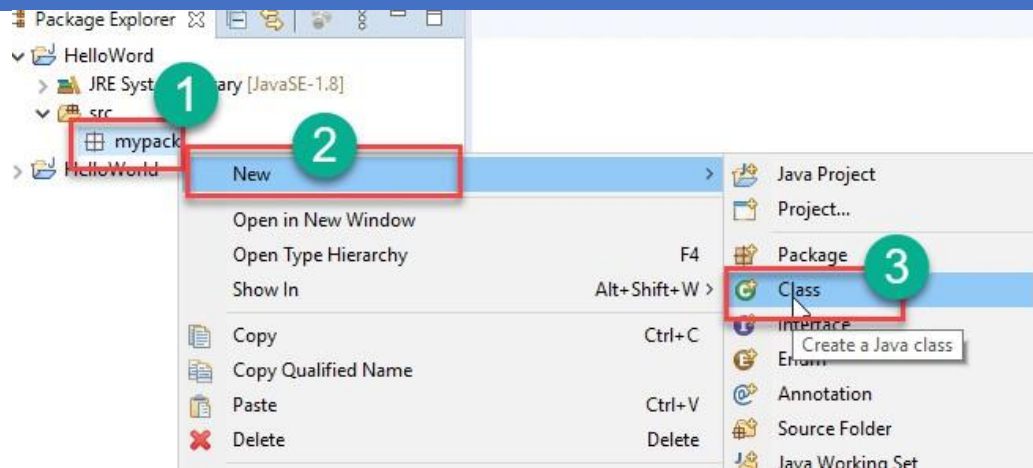 Package Explorer
HelloWord
JRE Syst ary [JavaSE-1.8]
1
src
mypack
2
HelloWorld
New
Java Project
Project...
Open in New Window
Open Type Hierarchy F4
Package
3
Show In Alt+Shift+W >
Class
Interface
Copy Ctrl+C
Create a Java class
Enum
Copy Qualified Name
Annotation
Paste Ctrl+V
Source Folder
Delete Delete
Java Working Set